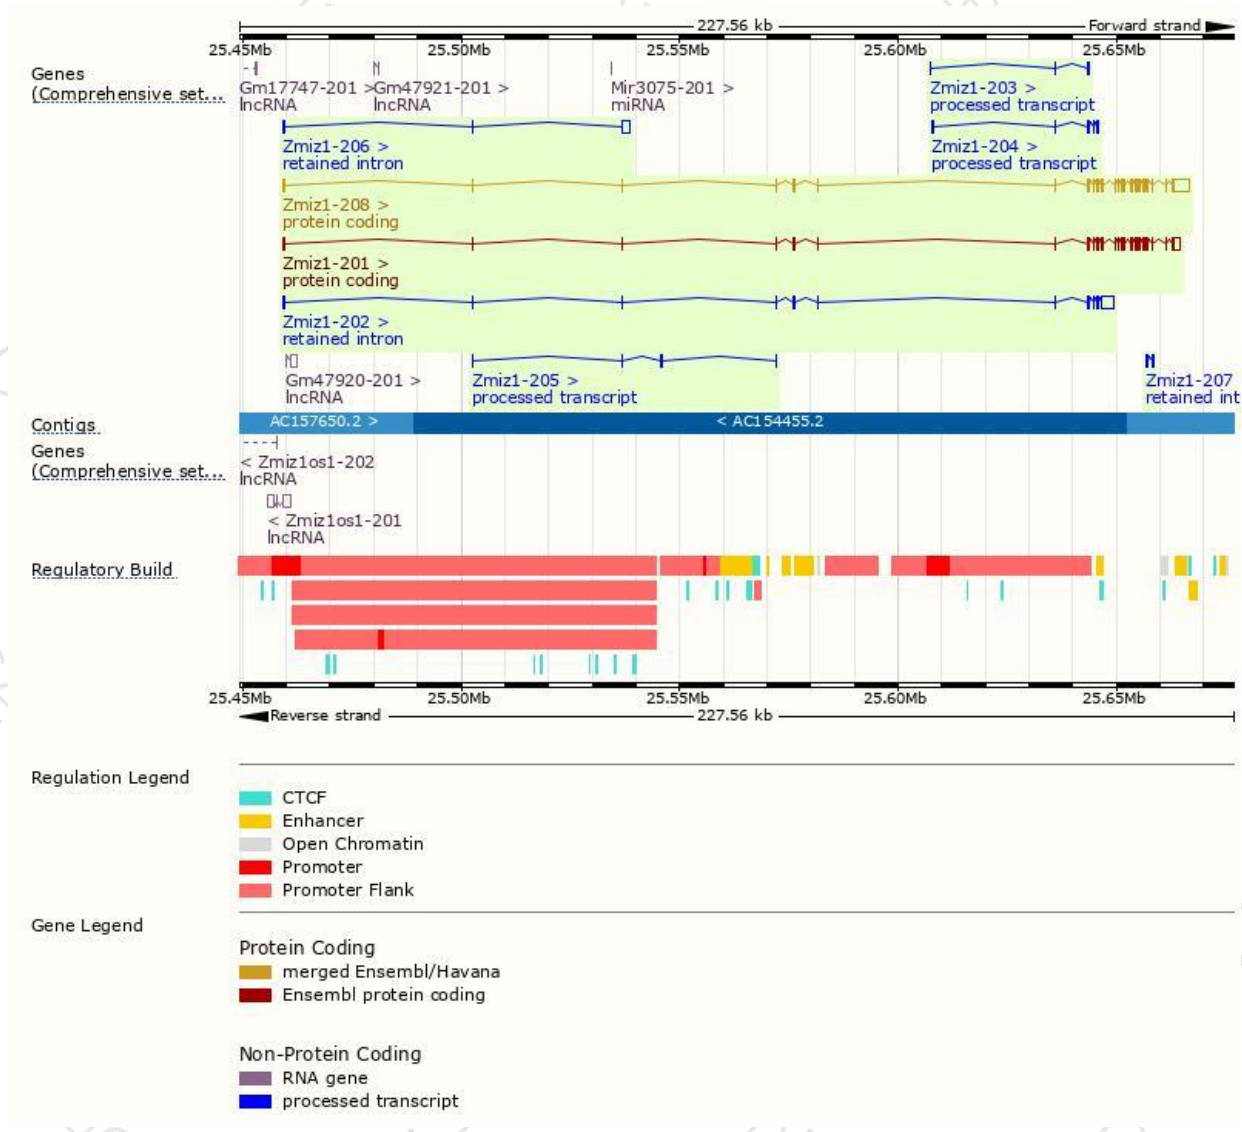 227.56 kb Forward strand
25.45Mb 25.50Mb 25.55Mb 25.60Mb 25.65Mb
Genes
(Comprehensive set...
Gm17747-201 > Gm47921-201 > Mir3075-201 > Zmiz1-203 >
lncRNA lncRNA miRNA processed transcript
Zmiz1-206 > Zmiz1-204 >
retained intron processed transcript
Zmiz1-208 >
protein coding
Zmiz1-201 >
protein coding
Zmiz1-202 >
retained intron
Gm47920-201 > Zmiz1-205 > Zmiz1-207
lncRNA processed transcript retained int
Contigs AC157650.2 > < AC154455.2
Genes
(Comprehensive set...
< Zmiz1os1-202
lncRNA
< Zmiz1os1-201
lncRNA
Regulatory Build
25.45Mb 25.50Mb 25.55Mb 25.60Mb 25.65Mb
Reverse strand 227.56 kb
Regulation Legend
CTCF
Enhancer
Open Chromatin
Promoter
Promoter Flank
Gene Legend
Protein Coding
merged Ensembl/Havana
Ensembl protein coding
Non-Protein Coding
RNA gene
processed transcript